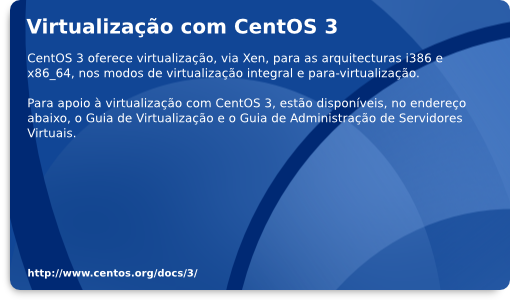 Virtualização com CentOS 3
CentOS 3 oferece virtualização, via Xen, para as arquitecturas i386 e
x86_64, nos modos de virtualização integral e para-virtualização.
Para apoio à virtualização com CentOS 3, estão disponíveis, no endereço
abaixo, o Guia de Virtualização e o Guia de Administração de Servidores
Virtuais.
http://www.centos.org/docs/3/